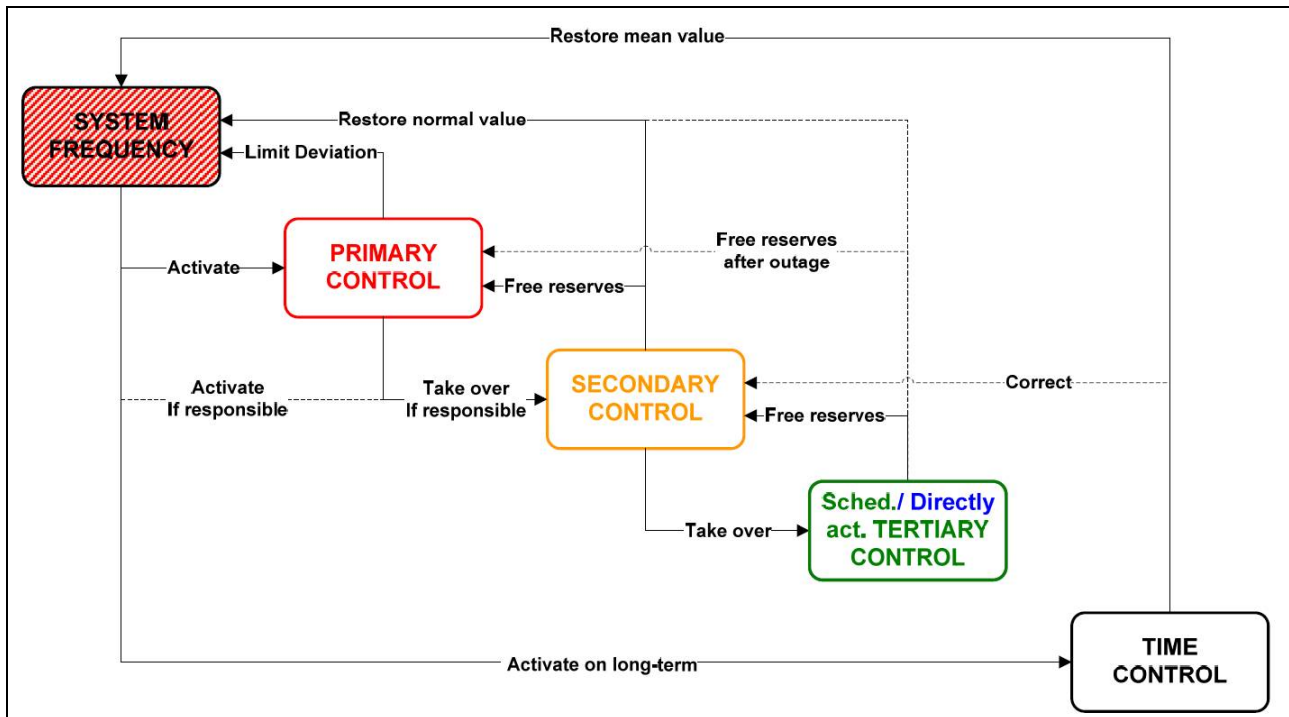 Restore mean value
SYSTEM
FREQUENCY
Restore normal value
Limit Deviation
PRIMARY
CONTROL
Activate
Free reserves
after outage
Free reserves
Activate
If responsible
Take over
If responsible
SECONDARY
CONTROL
Correct
Free reserves
Sched./ Directly
act. TERTIARY
CONTROL
Take over
TIME
CONTROL
Activate on long-term